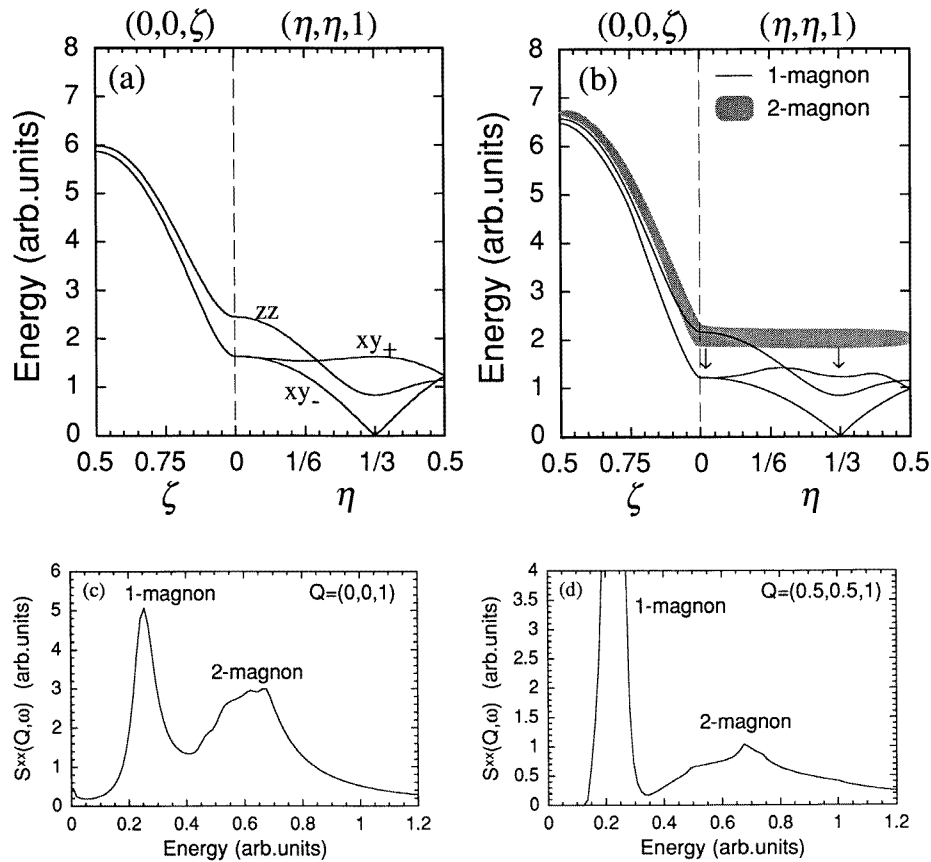 (0,0,ζ) (η,η,1)
(a)
Energy (arb.units)
8
7
6
5
4
3
2
1
0
zz
xy+
xy-
0.5 0.75 0 1/6 1/3 0.5
ζ η
(0,0,ζ) (η,η,1)
(b)
1-magnon
2-magnon
Energy (arb.units)
8
7
6
5
4
3
2
1
0
0.5 0.75 0 1/6 1/3 0.5
ζ η
(c)
Q=(0,0,1)
1-magnon
2-magnon
Sxx(Q,ω) (arb.units)
6
5
4
3
2
1
0
0 0.2 0.4 0.6 0.8 1 1.2
Energy (arb.units)
(d)
Q=(0.5,0.5,1)
1-magnon
2-magnon
Sxx(Q,ω) (arb.units)
4
3.5
3
2.5
2
1.5
1
0.5
0
0 0.2 0.4 0.6 0.8 1 1.2
Energy (arb.units)